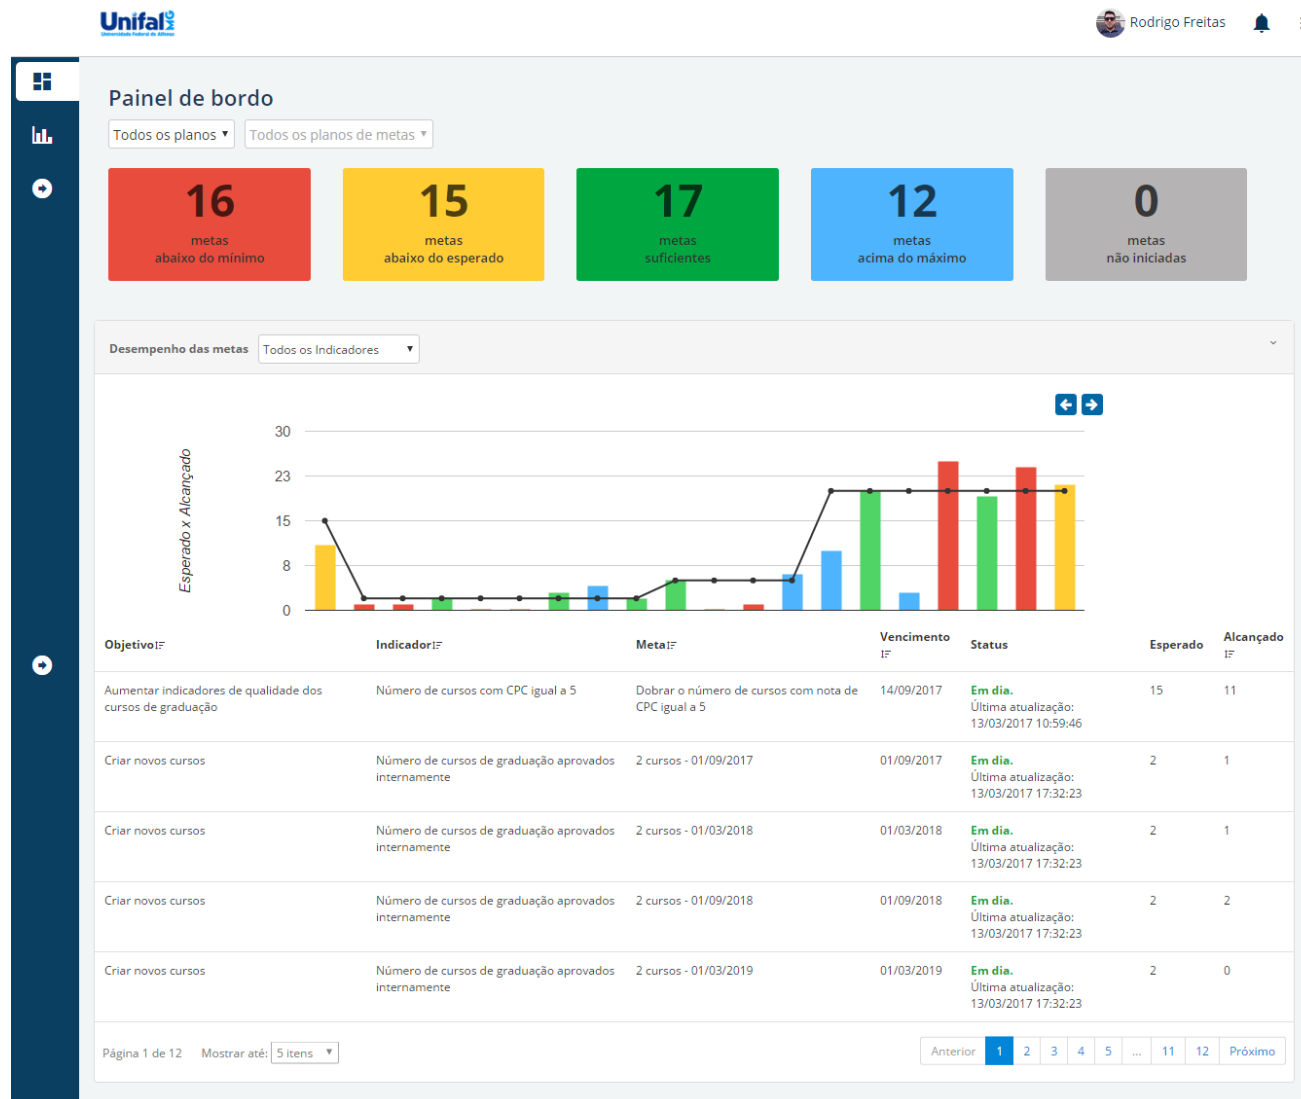 UnifalMG
Universidade Federal de Alfenas
Rodrigo Freitas
Painel de bordo
Todos os planos
Todos os planos de metas
16
metas
abaixo do mínimo
15
metas
abaixo do esperado
17
metas
suficientes
12
metas
acima do máximo
0
metas
não iniciadas
Desempenho das metas
Todos os Indicadores
Esperado x Alcançado
30
23
15
8
0
Objetivo Indicador Meta Vencimento Status Esperado Alcançado
Aumentar indicadores de qualidade dos
cursos de graduação
Número de cursos com CPC igual a 5
Dobrar o número de cursos com nota de
CPC igual a 5
14/09/2017
Em dia.
Última atualização:
13/03/2017 10:59:46
15
11
Criar novos cursos
Número de cursos de graduação aprovados
internamente
2 cursos - 01/09/2017
01/09/2017
Em dia.
Última atualização:
13/03/2017 17:32:23
2
1
Criar novos cursos
Número de cursos de graduação aprovados
internamente
2 cursos - 01/03/2018
01/03/2018
Em dia.
Última atualização:
13/03/2017 17:32:23
2
1
Criar novos cursos
Número de cursos de graduação aprovados
internamente
2 cursos - 01/09/2018
01/09/2018
Em dia.
Última atualização:
13/03/2017 17:32:23
2
2
Criar novos cursos
Número de cursos de graduação aprovados
internamente
2 cursos - 01/03/2019
01/03/2019
Em dia.
Última atualização:
13/03/2017 17:32:23
2
0
Página 1 de 12
Mostrar até: 5 itens
Anterior 1 2 3 4 5 ... 11 12 Próximo